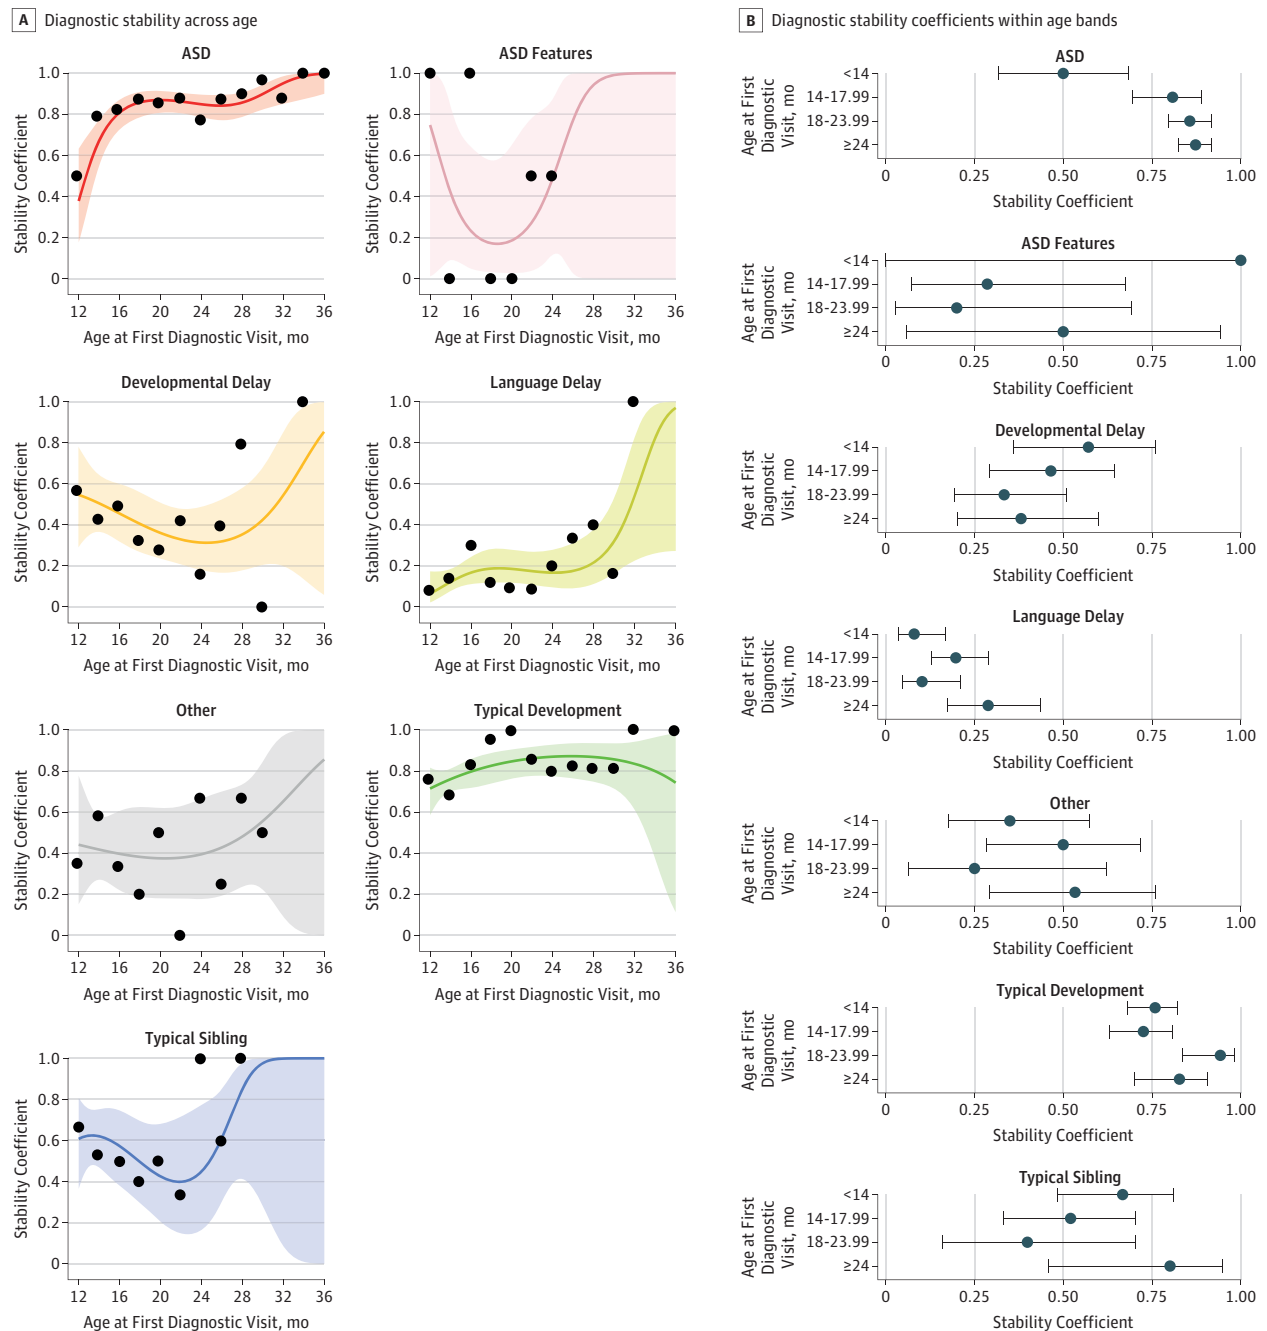 A Diagnostic stability across age
ASD
1.0
0.8
0.6
0.4
0.2
0
Stability Coefficient
12 16 20 24 28 32 36
Age at First Diagnostic Visit, mo
ASD Features
1.0
0.8
0.6
0.4
0.2
0
Stability Coefficient
12 16 20 24 28 32 36
Age at First Diagnostic Visit, mo
Developmental Delay
1.0
0.8
0.6
0.4
0.2
0
Stability Coefficient
12 16 20 24 28 32 36
Age at First Diagnostic Visit, mo
Language Delay
1.0
0.8
0.6
0.4
0.2
0
Stability Coefficient
12 16 20 24 28 32 36
Age at First Diagnostic Visit, mo
Other
1.0
0.8
0.6
0.4
0.2
0
Stability Coefficient
12 16 20 24 28 32 36
Age at First Diagnostic Visit, mo
Typical Development
1.0
0.8
0.6
0.4
0.2
0
Stability Coefficient
12 16 20 24 28 32 36
Age at First Diagnostic Visit, mo
Typical Sibling
1.0
0.8
0.6
0.4
0.2
0
Stability Coefficient
12 16 20 24 28 32 36
Age at First Diagnostic Visit, mo
B Diagnostic stability coefficients within age bands
ASD
Age at First
Diagnostic
Visit, mo
<14
14-17.99
18-23.99
≥24
0 0.25 0.50 0.75 1.00
Stability Coefficient
ASD Features
Age at First
Diagnostic
Visit, mo
<14
14-17.99
18-23.99
≥24
0 0.25 0.50 0.75 1.00
Stability Coefficient
Developmental Delay
Age at First
Diagnostic
Visit, mo
<14
14-17.99
18-23.99
≥24
0 0.25 0.50 0.75 1.00
Stability Coefficient
Language Delay
Age at First
Diagnostic
Visit, mo
<14
14-17.99
18-23.99
≥24
0 0.25 0.50 0.75 1.00
Stability Coefficient
Other
Age at First
Diagnostic
Visit, mo
<14
14-17.99
18-23.99
≥24
0 0.25 0.50 0.75 1.00
Stability Coefficient
Typical Development
Age at First
Diagnostic
Visit, mo
<14
14-17.99
18-23.99
≥24
0 0.25 0.50 0.75 1.00
Stability Coefficient
Typical Sibling
Age at First
Diagnostic
Visit, mo
<14
14-17.99
18-23.99
≥24
0 0.25 0.50 0.75 1.00
Stability Coefficient